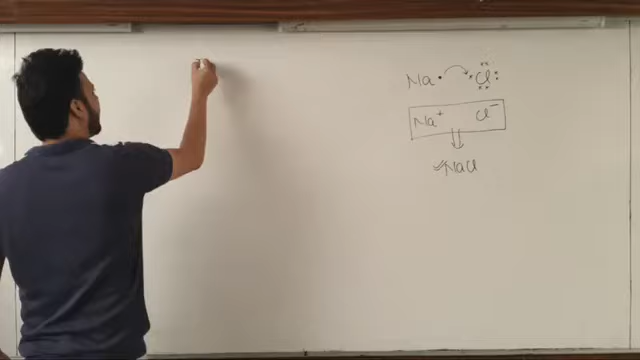 Na• ⤵ ×Cl
Na⁺ Cl⁻
⇓
NaCl